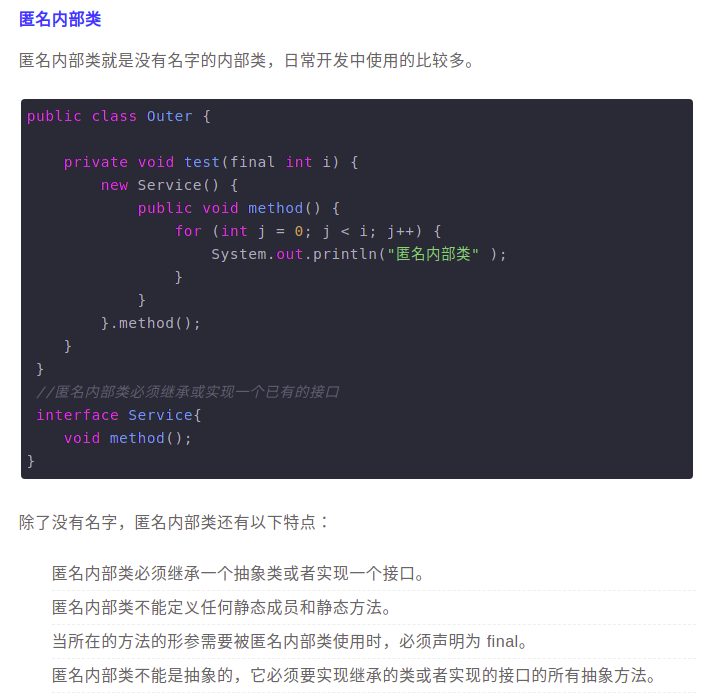 匿名内部类
匿名内部类就是没有名字的内部类，日常开发中使用的比较多。
public class Outer {
    private void test(final int i) {
        new Service() {
            public void method() {
                for (int j = 0; j < i; j++) {
                    System.out.println("匿名内部类" );
                }
            }
        }.method();
    }
 }
 //匿名内部类必须继承或实现一个已有的接口
 interface Service{
    void method();
}
除了没有名字，匿名内部类还有以下特点：
匿名内部类必须继承一个抽象类或者实现一个接口。
匿名内部类不能定义任何静态成员和静态方法。
当所在的方法的形参需要被匿名内部类使用时，必须声明为 final。
匿名内部类不能是抽象的，它必须要实现继承的类或者实现的接口的所有抽象方法。